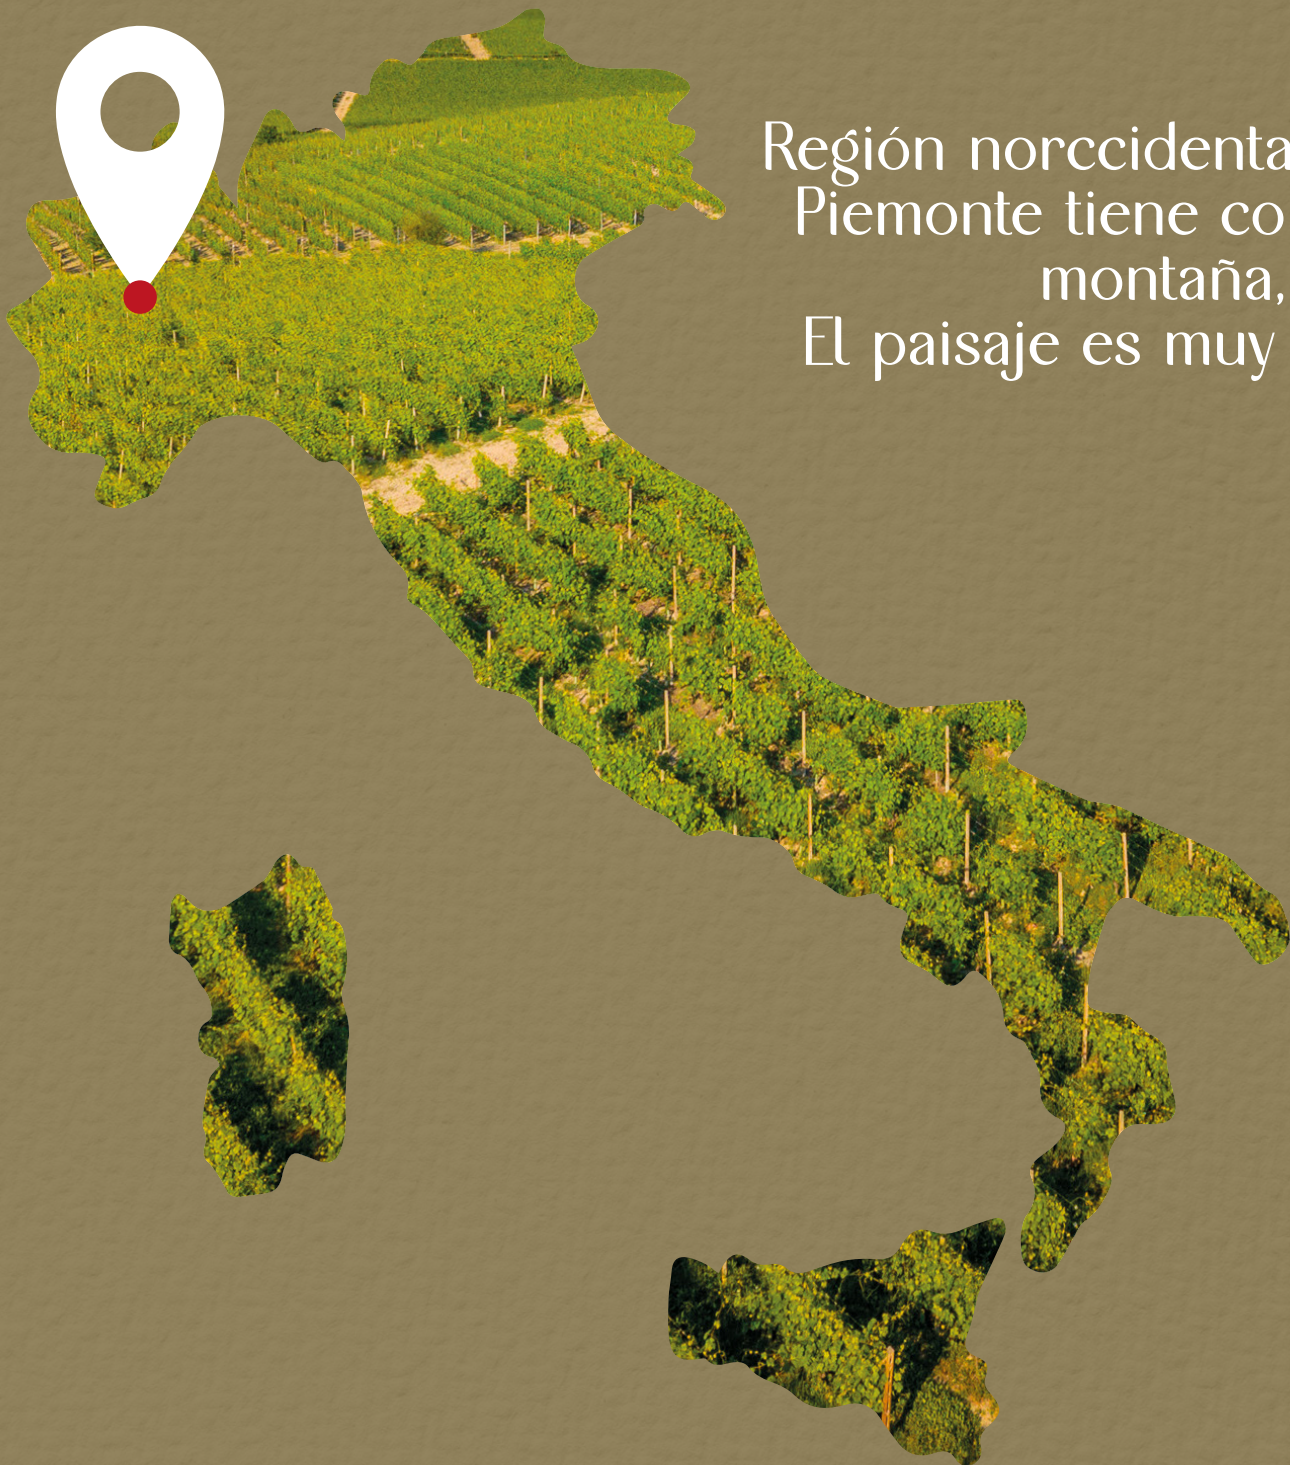 Región norccidenta
Piemonte tiene co
montaña,
El paisaje es muy